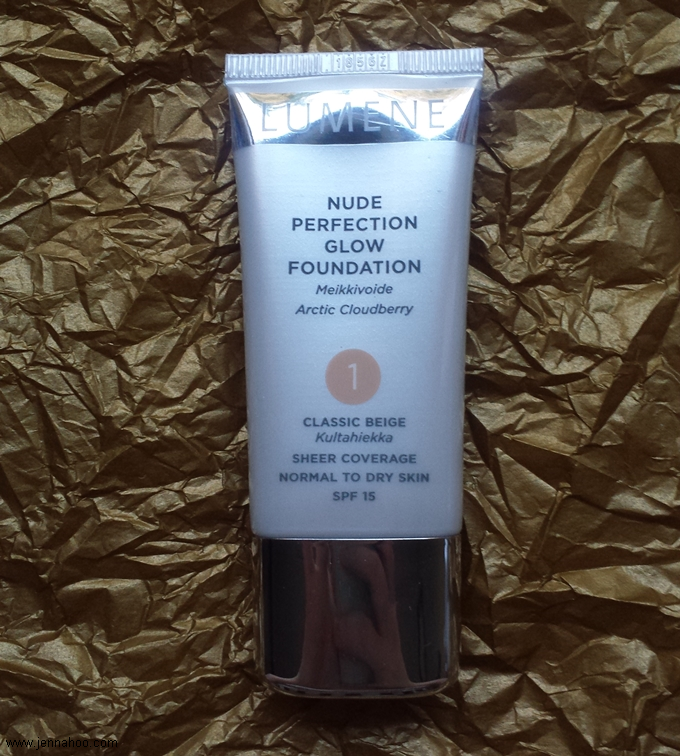 LUMENE
NUDE
PERFECTION
GLOW
FOUNDATION
Meikkivoide
Arctic Cloudberry
1
CLASSIC BEIGE
Kultahiekka
SHEER COVERAGE
NORMAL TO DRY SKIN
SPF 15
www.jennahoo.com